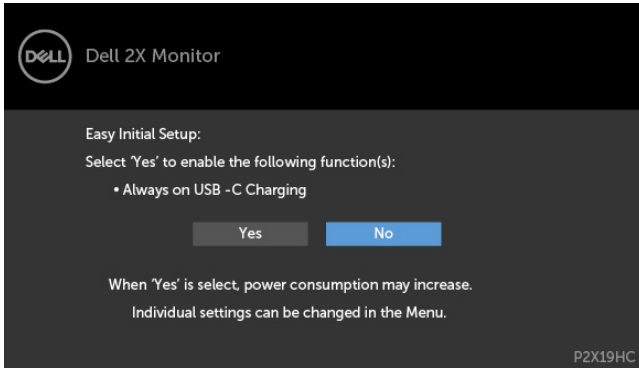 DELL
Dell 2X Monitor
Easy Initial Setup:
Select 'Yes' to enable the following function(s):
• Always on USB -C Charging
Yes No
When 'Yes' is select, power consumption may increase.
Individual settings can be changed in the Menu.
P2X19HC